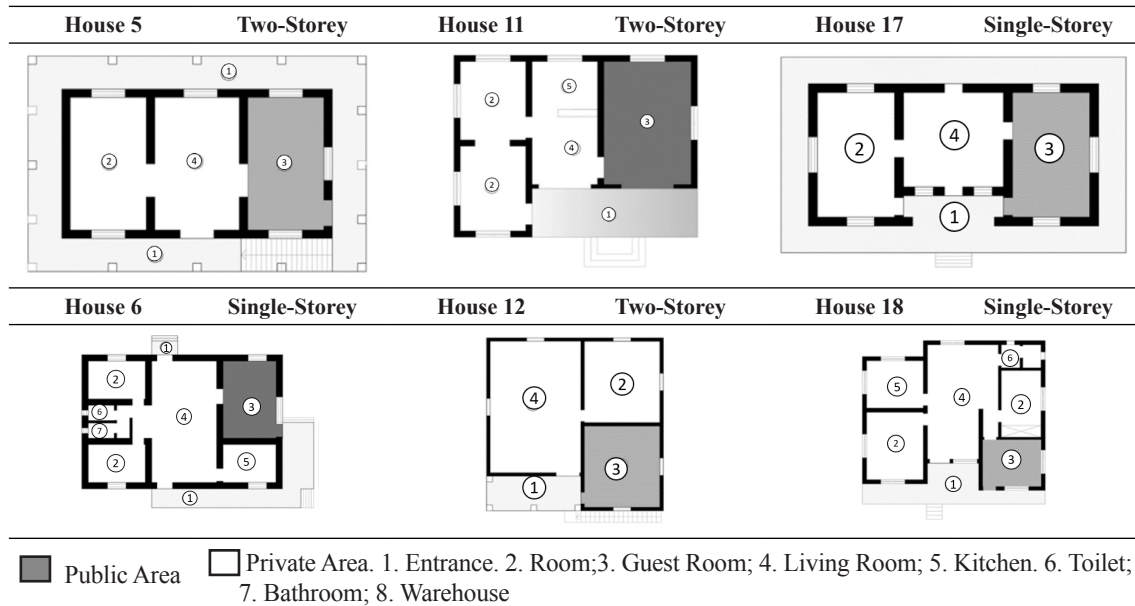 House 5 Two-Storey House 11 Two-Storey House 17 Single-Storey
1
2 4 3
1
5
2
3
4
2
1
2 4 3
1
House 6 Single-Storey House 12 Two-Storey House 18 Single-Storey
1
2
6 4 3
7
2 5
1
4 2
3
1
6
5 4 2
2 3
1
Public Area
Private Area. 1. Entrance. 2. Room;3. Guest Room; 4. Living Room; 5. Kitchen. 6. Toilet;
7. Bathroom; 8. Warehouse